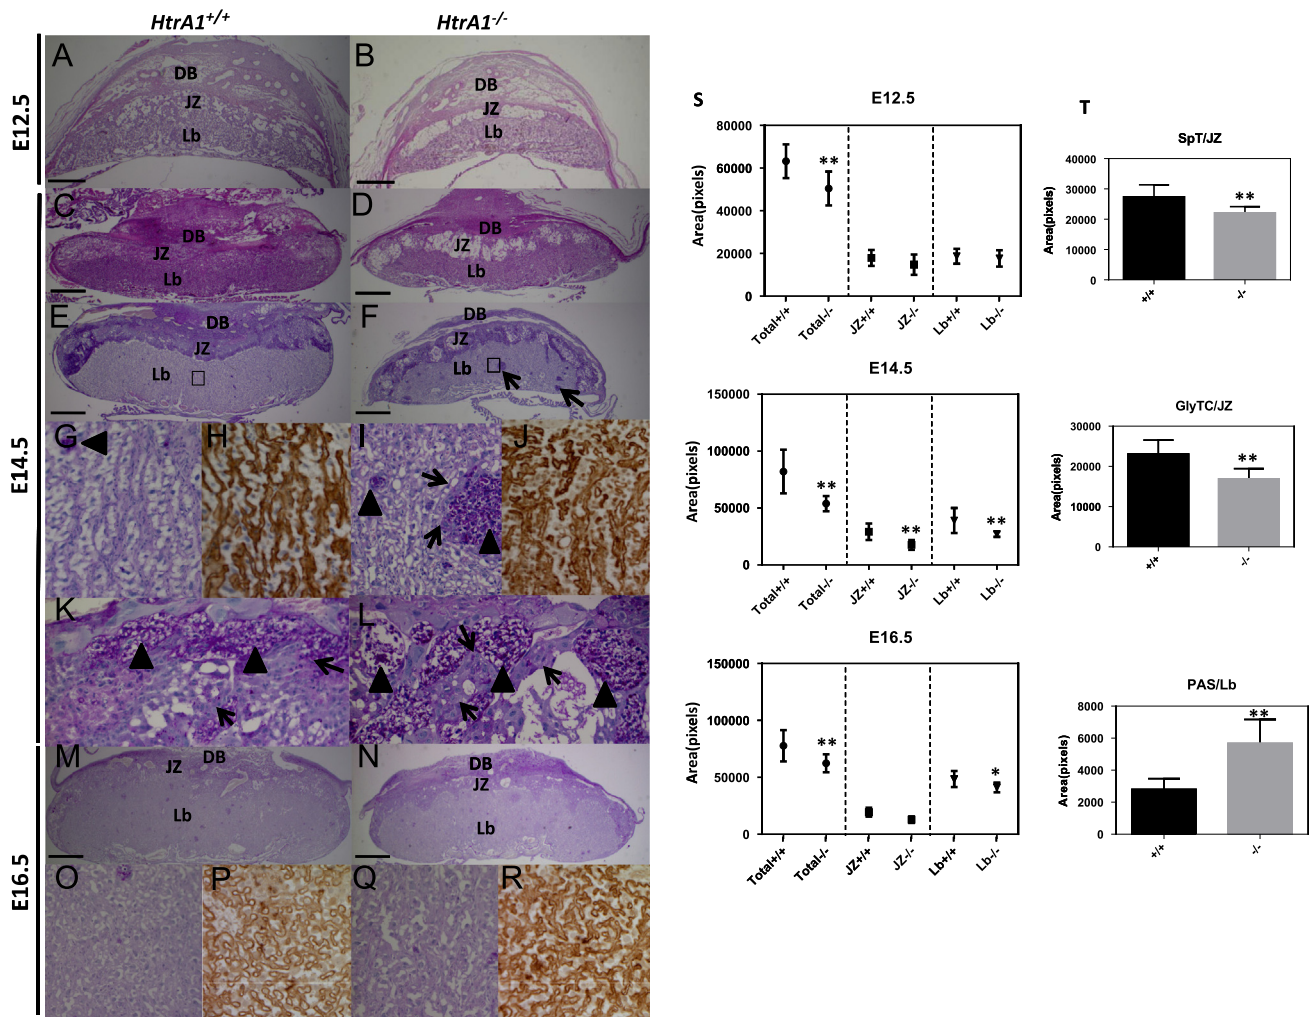 HtrA1+/+
HtrA1-/-
E12.5
A
DB
JZ
Lb
B
DB
JZ
Lb
E14.5
C
DB
JZ
Lb
D
DB
JZ
Lb
E
DB
JZ
Lb
F
DB
JZ
Lb
G
H
I
J
K
L
E16.5
M
DB
JZ
Lb
N
DB
JZ
Lb
O
P
Q
R
S
E12.5
Area(pixels)
80000
60000
40000
20000
0
**
Total+/+
Total-/-
JZ+/+
JZ-/-
Lb+/+
Lb-/-
E14.5
Area(pixels)
150000
100000
50000
0
**
**
**
Total+/+
Total-/-
JZ+/+
JZ-/-
Lb+/+
Lb-/-
E16.5
Area(pixels)
150000
100000
50000
0
**
*
Total+/+
Total-/-
JZ+/+
JZ-/-
Lb+/+
Lb-/-
T
SpT/JZ
Area(pixels)
40000
30000
20000
10000
0
**
+/+
-/-
GlyTC/JZ
Area(pixels)
30000
20000
10000
0
**
+/+
-/-
PAS/Lb
Area(pixels)
8000
6000
4000
2000
0
**
+/+
-/-